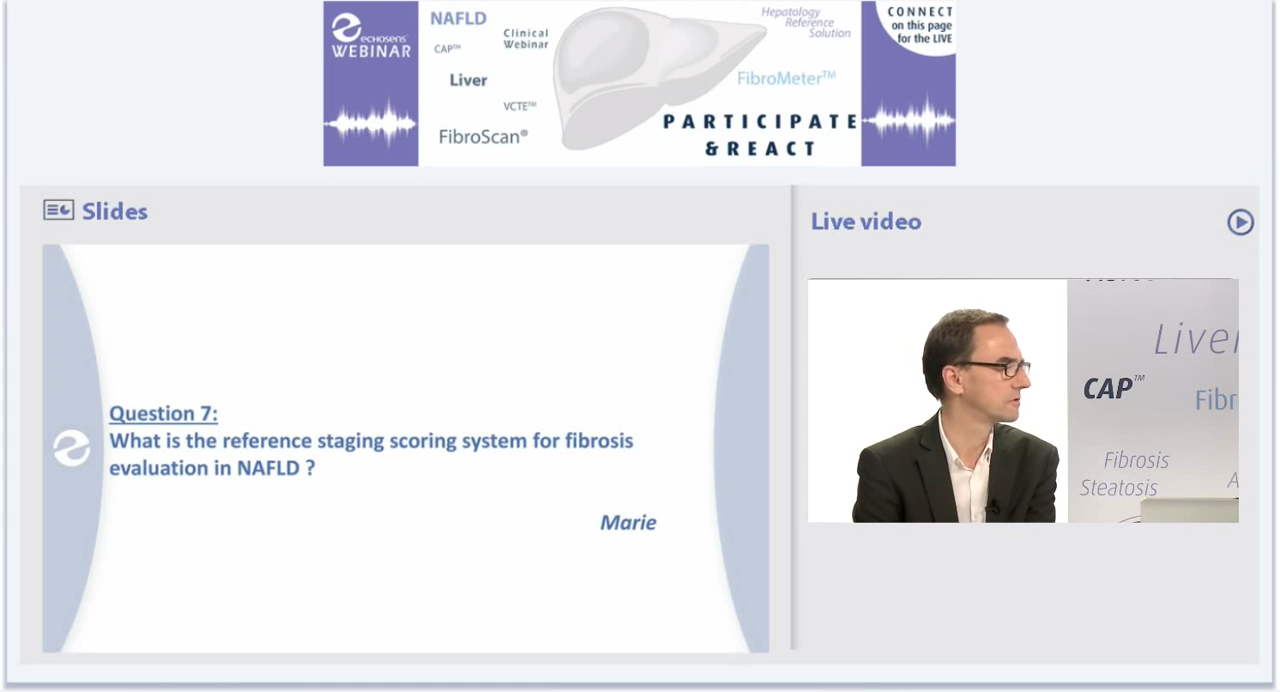 echosens
WEBINAR
NAFLD
CAP™
Clinical
Webinar
Liver
VCTE™
FibroScan®
Hepatology
Reference
Solution
FibroMeter™
PARTICIPATE
& REACT
CONNECT
on this page
for the LIVE
Slides
Question 7:
What is the reference staging scoring system for fibrosis
evaluation in NAFLD ?
Marie
Live video
Liver
CAP™
Fibr
Fibrosis
Steatosis
A